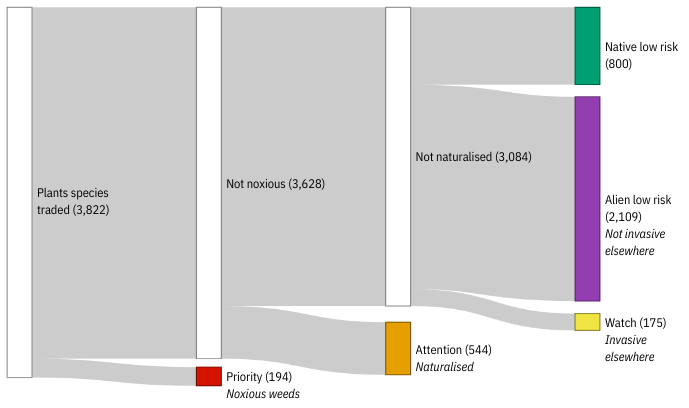 Plants species
traded (3,822)
Not noxious (3,628)
Priority (194)
Noxious weeds
Not naturalised (3,084)
Attention (544)
Naturalised
Native low risk
(800)
Alien low risk
(2,109)
Not invasive
elsewhere
Watch (175)
Invasive
elsewhere